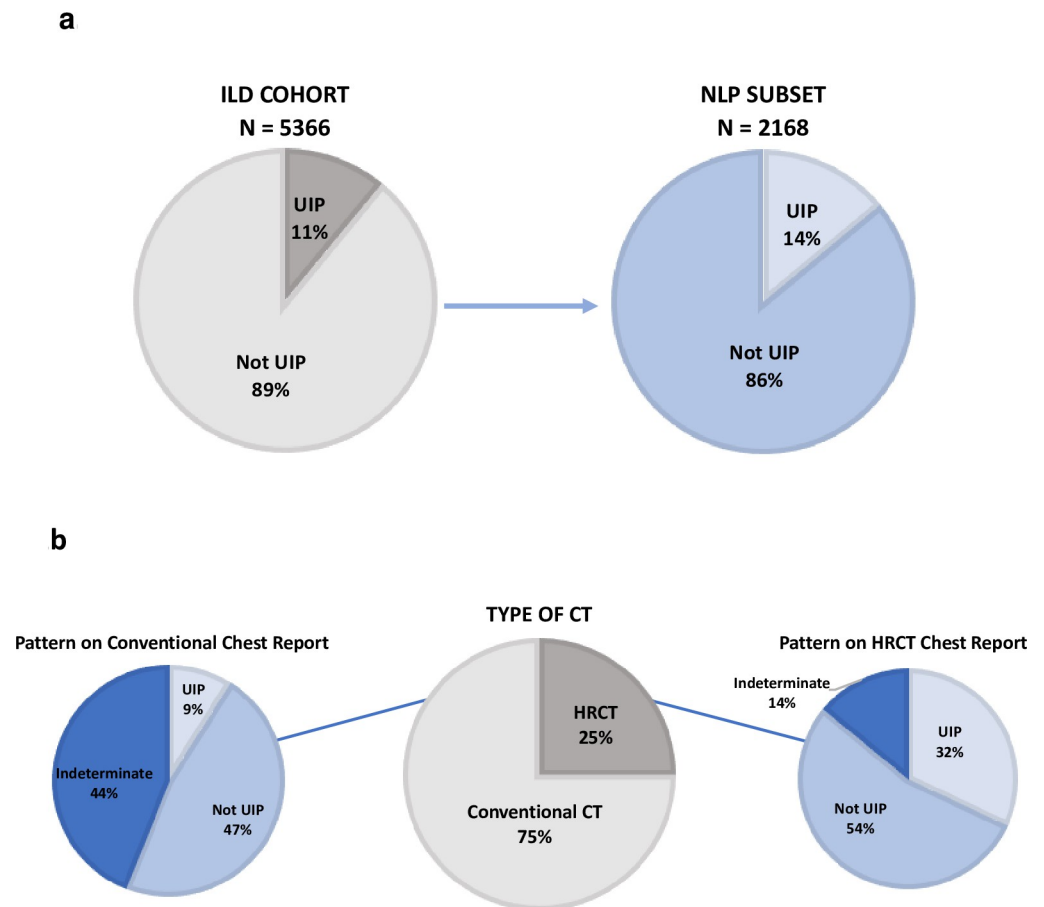 a
ILD COHORT
N = 5366
UIP
11%
Not UIP
89%
NLP SUBSET
N = 2168
UIP
14%
Not UIP
86%
b
Pattern on Conventional Chest Report
UIP
9%
Indeterminate
44%
Not UIP
47%
TYPE OF CT
HRCT
25%
Conventional CT
75%
Pattern on HRCT Chest Report
Indeterminate
14%
UIP
32%
Not UIP
54%